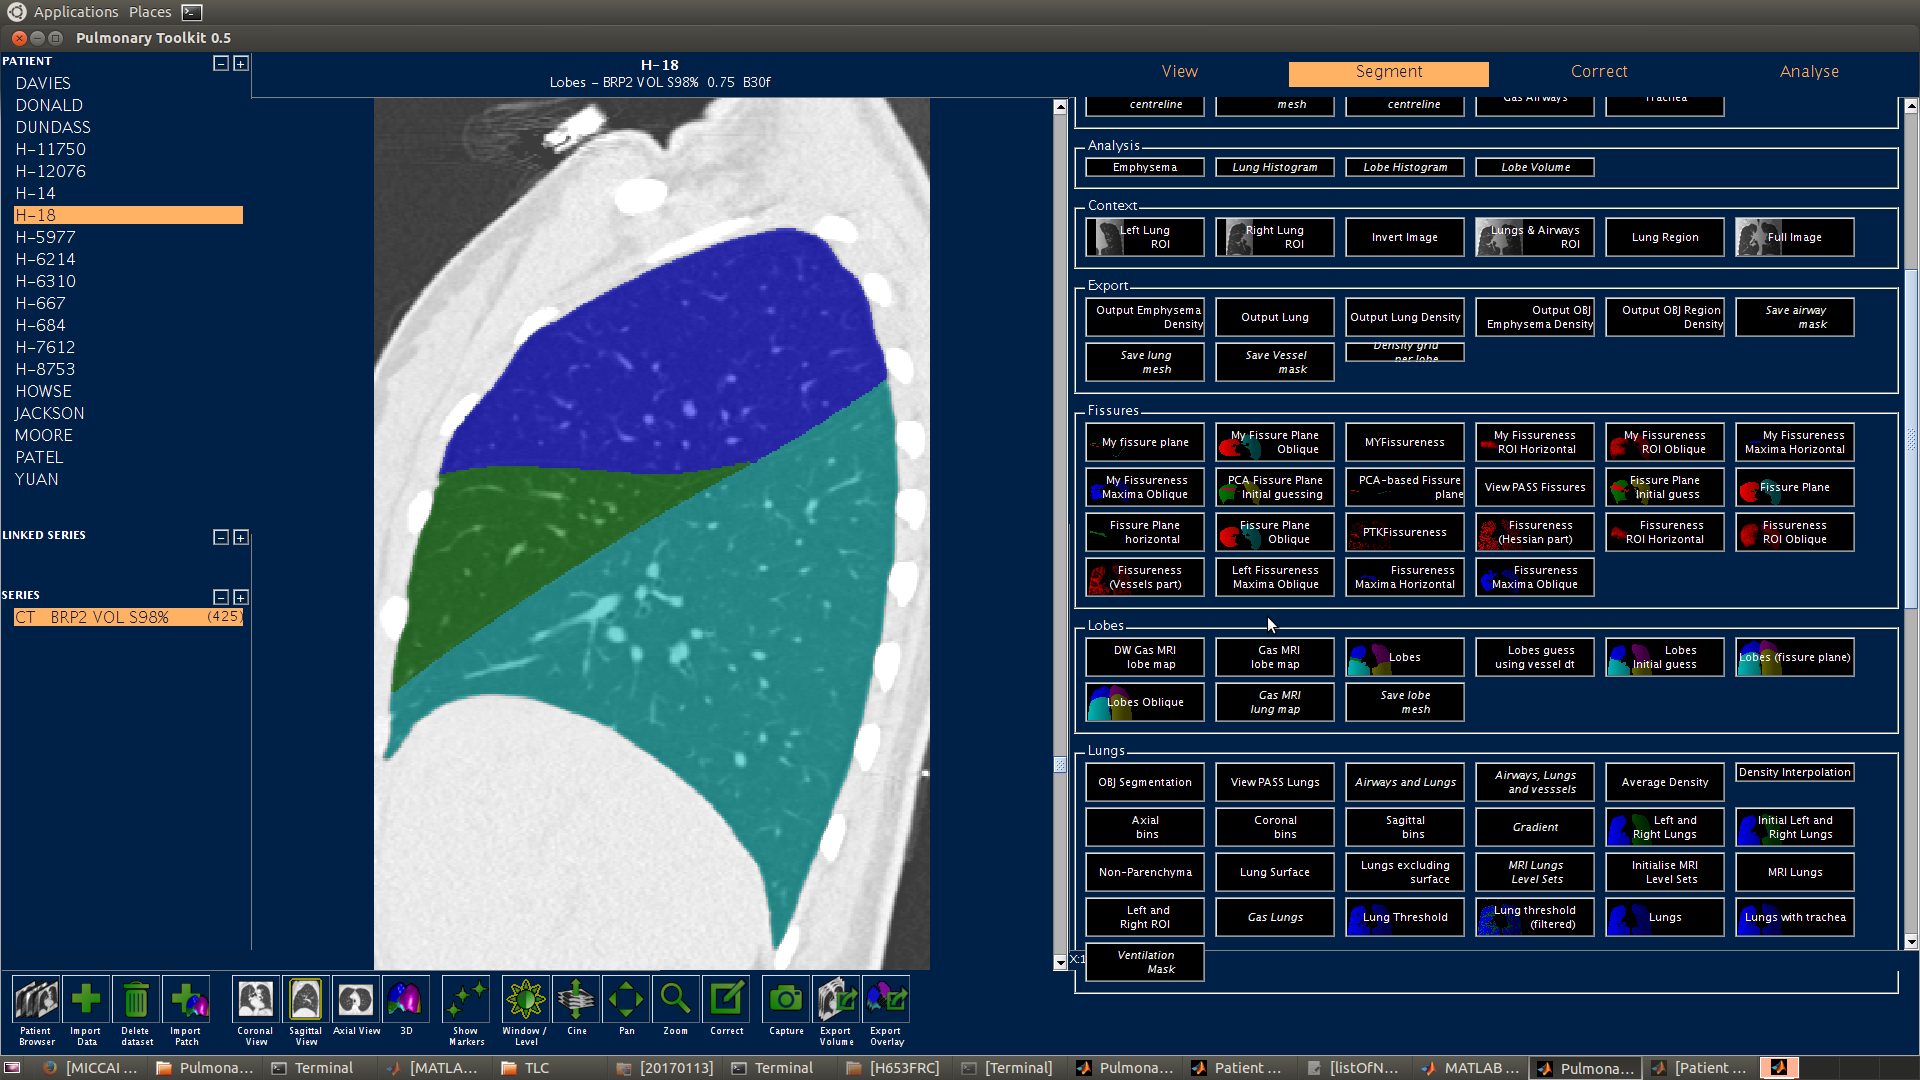 Applications Places
Pulmonary Toolkit 0.5
PATIENT
DAVIES
DONALD
DUNDASS
H-11750
H-12076
H-14
H-18
H-5977
H-6214
H-6310
H-667
H-684
H-7612
H-8753
HOWSE
JACKSON
MOORE
PATEL
YUAN
LINKED SERIES
SERIES
CT BRP2 VOL S98% (425)
H-18
Lobes - BRP2 VOL S98% 0.75 B30f
View Segment Correct Analyse
centreline
mesh
centreline
Gas Airways
Trachea
Analysis
Emphysema
Lung Histogram
Lobe Histogram
Lobe Volume
Context
Left Lung
ROI
Right Lung
ROI
Invert Image
Lungs & Airways
ROI
Lung Region
Full Image
Export
Output Emphysema
Density
Output Lung
Output Lung Density
Output OBJ
Emphysema Density
Output OBJ Region
Density
Save airway
mask
Save lung
mesh
Save Vessel
mask
Density grid
per lobe
Fissures
My fissure plane
My Fissure Plane
Oblique
MYFissureness
My Fissureness
ROI Horizontal
My Fissureness
ROI Oblique
My Fissureness
Maxima Horizontal
My Fissureness
Maxima Oblique
PCA Fissure Plane
Initial guessing
PCA-based Fissure
plane
View PASS Fissures
Fissure Plane
Initial guess
Fissure Plane
Fissure Plane
horizontal
Fissure Plane
Oblique
PTKFissureness
Fissureness
(Hessian part)
Fissureness
ROI Horizontal
Fissureness
ROI Oblique
Fissureness
(Vessels part)
Left Fissureness
Maxima Oblique
Fissureness
Maxima Horizontal
Fissureness
Maxima Oblique
Lobes
DW Gas MRI
lobe map
Gas MRI
lobe map
Lobes
Lobes guess
using vessel dt
Lobes
Initial guess
Lobes (fissure plane)
Lobes Oblique
Gas MRI
lung map
Save lobe
mesh
Lungs
OBJ Segmentation
View PASS Lungs
Airways and Lungs
Airways, Lungs
and vesssels
Average Density
Density Interpolation
Axial
bins
Coronal
bins
Sagittal
bins
Gradient
Left and
Right Lungs
Initial Left and
Right Lungs
Non-Parenchyma
Lung Surface
Lungs excluding
surface
MRI Lungs
Level Sets
Initialise MRI
Level Sets
MRI Lungs
Left and
Right ROI
Gas Lungs
Lung Threshold
Lung threshold
(filtered)
Lungs
Lungs with trachea
X:1
Ventilation
Mask
Patient
Browser
Import
Data
Delete
dataset
Import
Patch
Coronal
View
Sagittal
View
Axial View
3D
Show
Markers
Window /
Level
Cine
Pan
Zoom
Correct
Capture
Export
Volume
Export
Overlay
[MICCAI ... Pulmona... Terminal [MATLA... TLC [20170113] Terminal [H653FRC] [Terminal] Pulmona... Patient ... [listOfN... MATLAB ... Pulmona... [Patient ...